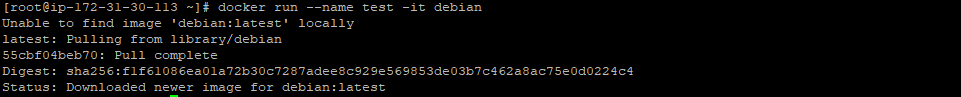 [root@ip-172-31-30-113 ~]# docker run --name test -it debian
Unable to find image 'debian:latest' locally
latest: Pulling from library/debian
55cbf04beb70: Pull complete
Digest: sha256:f1f61086ea01a72b30c7287adee8c929e569853de03b7c462a8ac75e0d0224c4
Status: Downloaded newer image for debian:latest